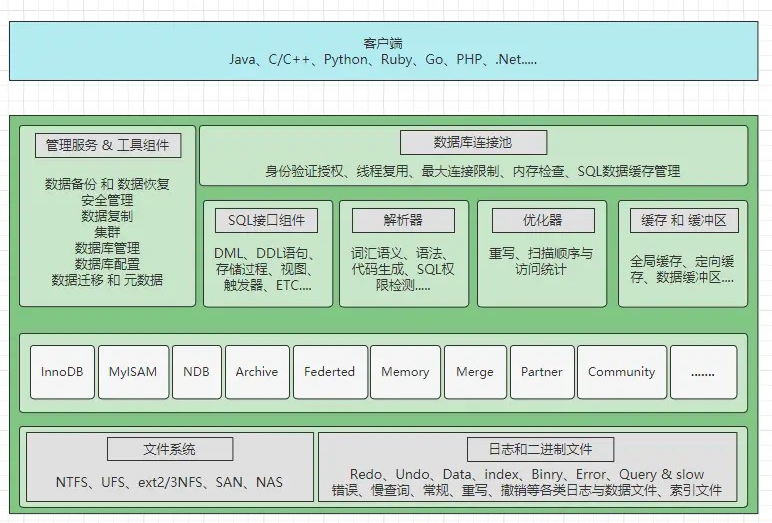 客户端
Java、C/C++、Python、Ruby、Go、PHP、.Net.....
管理服务 & 工具组件
数据备份 和 数据恢复
安全管理
数据复制
集群
数据库管理
数据库配置
数据迁移 和 元数据
数据库连接池
身份验证授权、线程复用、最大连接限制、内存检查、SQL数据缓存管理
SQL接口组件
DML、DDL语句、
存储过程、视图、
触发器、ETC....
解析器
词汇语义、语法、
代码生成、SQL权
限检测.....
优化器
重写、扫描顺序与
访问统计
缓存 和 缓冲区
全局缓存、定向缓
存、数据缓冲区....
InnoDB
MyISAM
NDB
Archive
Federted
Memory
Merge
Partner
Community
.......
文件系统
NTFS、UFS、ext2/3NFS、SAN、NAS
日志和二进制文件
Redo、Undo、Data、index、Binry、Error、Query & slow
错误、慢查询、常规、重写、撤销等各类日志与数据文件、索引文件